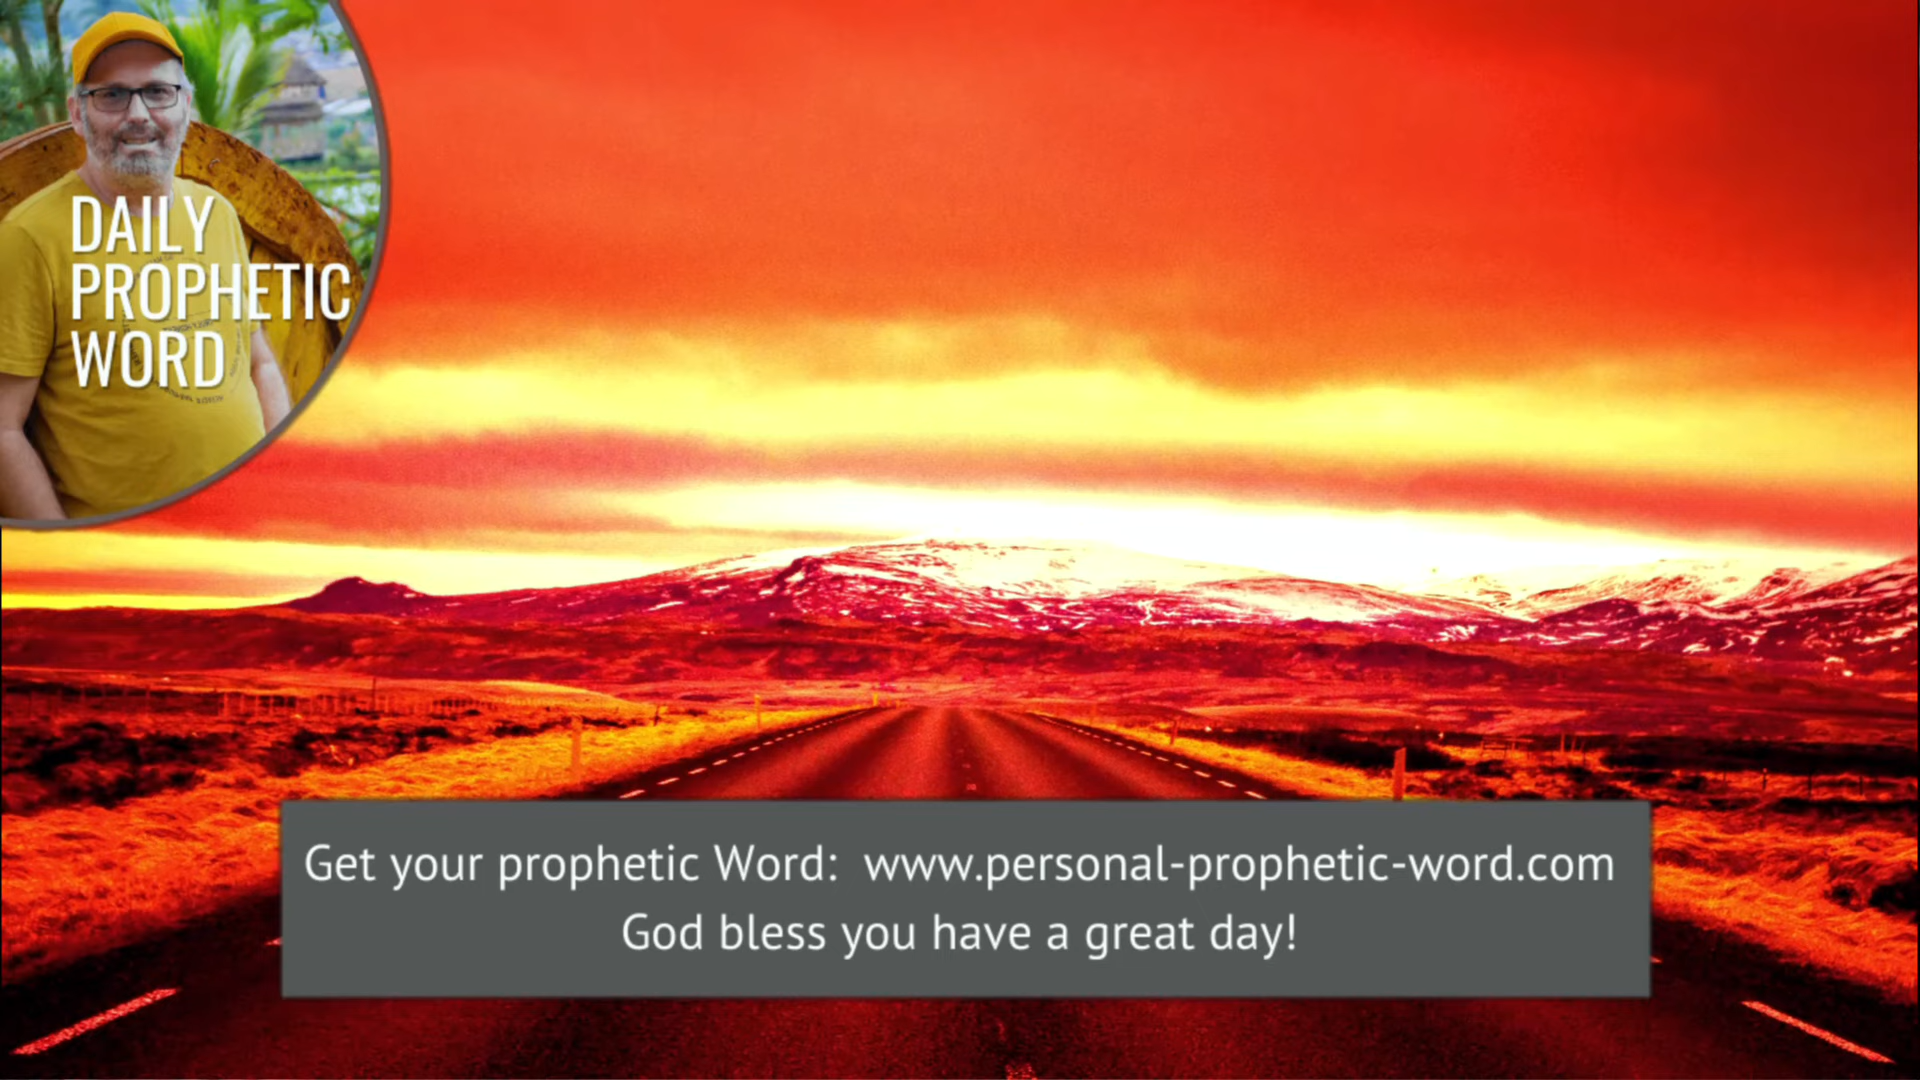 DAILY
PROPHETIC
WORD
Get your prophetic Word:  www.personal-prophetic-word.com
God bless you have a great day!